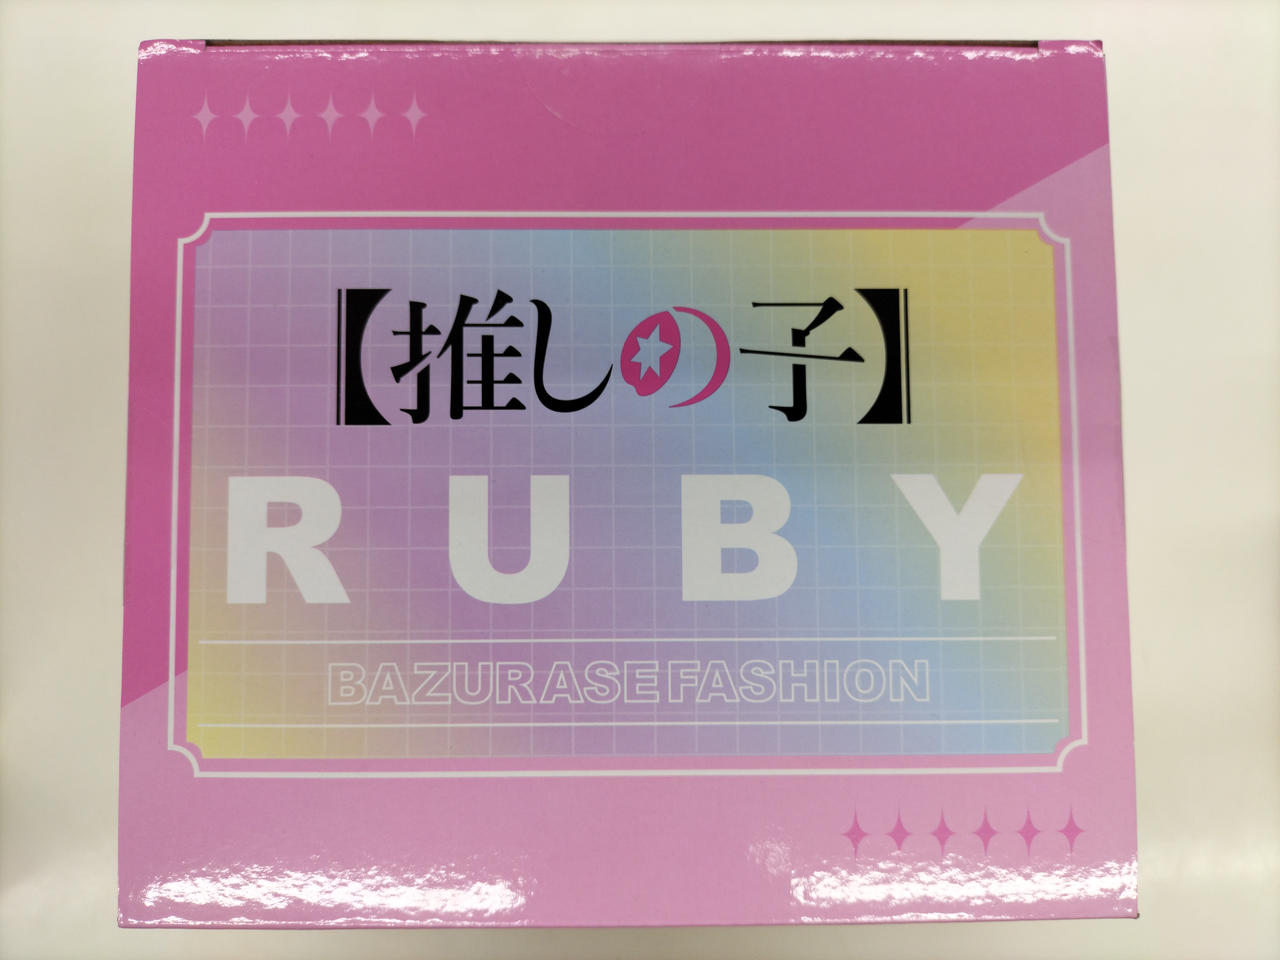 【推しの子】
RUBY
BAZURASE FASHION